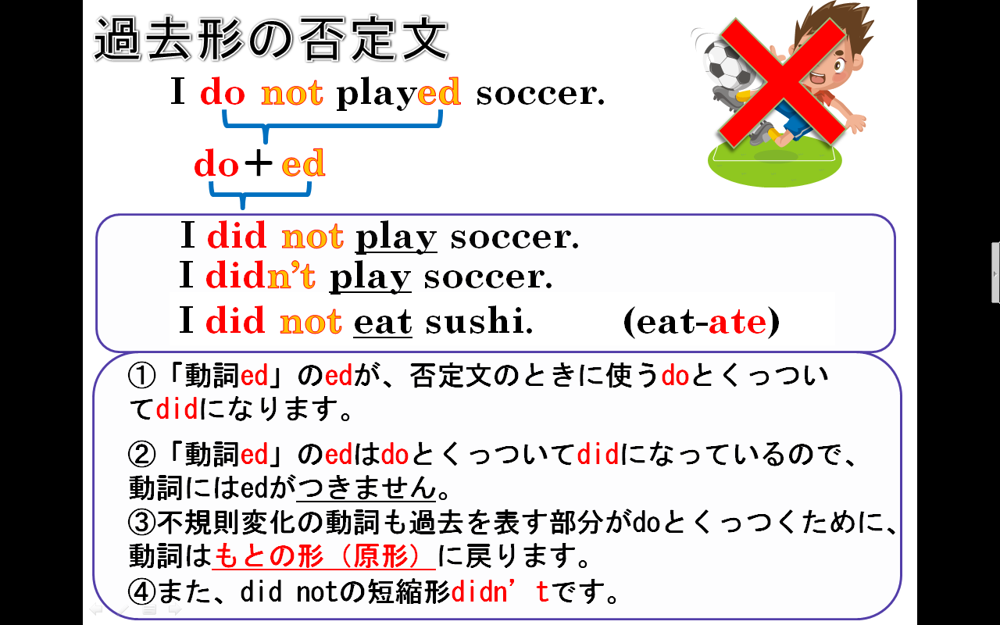 過去形の否定文
I do not played soccer.
do＋ed
I did not play soccer.
I didn’t play soccer.
I did not eat sushi. (eat-ate)
①「動詞ed」のedが、否定文のときに使うdoとくっつい
てdidになります。
②「動詞ed」のedはdoとくっついてdidになっているので、
動詞にはedがつきません。
③不規則変化の動詞も過去を表す部分がdoとくっつくために、
動詞はもとの形（原形）に戻ります。
④また、did notの短縮形didn’tです。